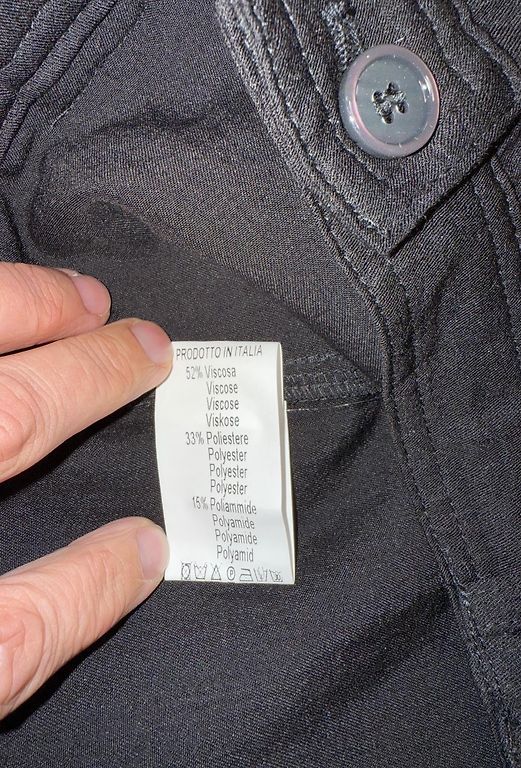 PRODOTTO IN ITALIA
52% Viscosa
Viscose
Viscose
Viskose
33% Poliestere
Polyester
Polyester
Polyester
15% Poliammide
Polyamide
Polyamide
Polyamid
P